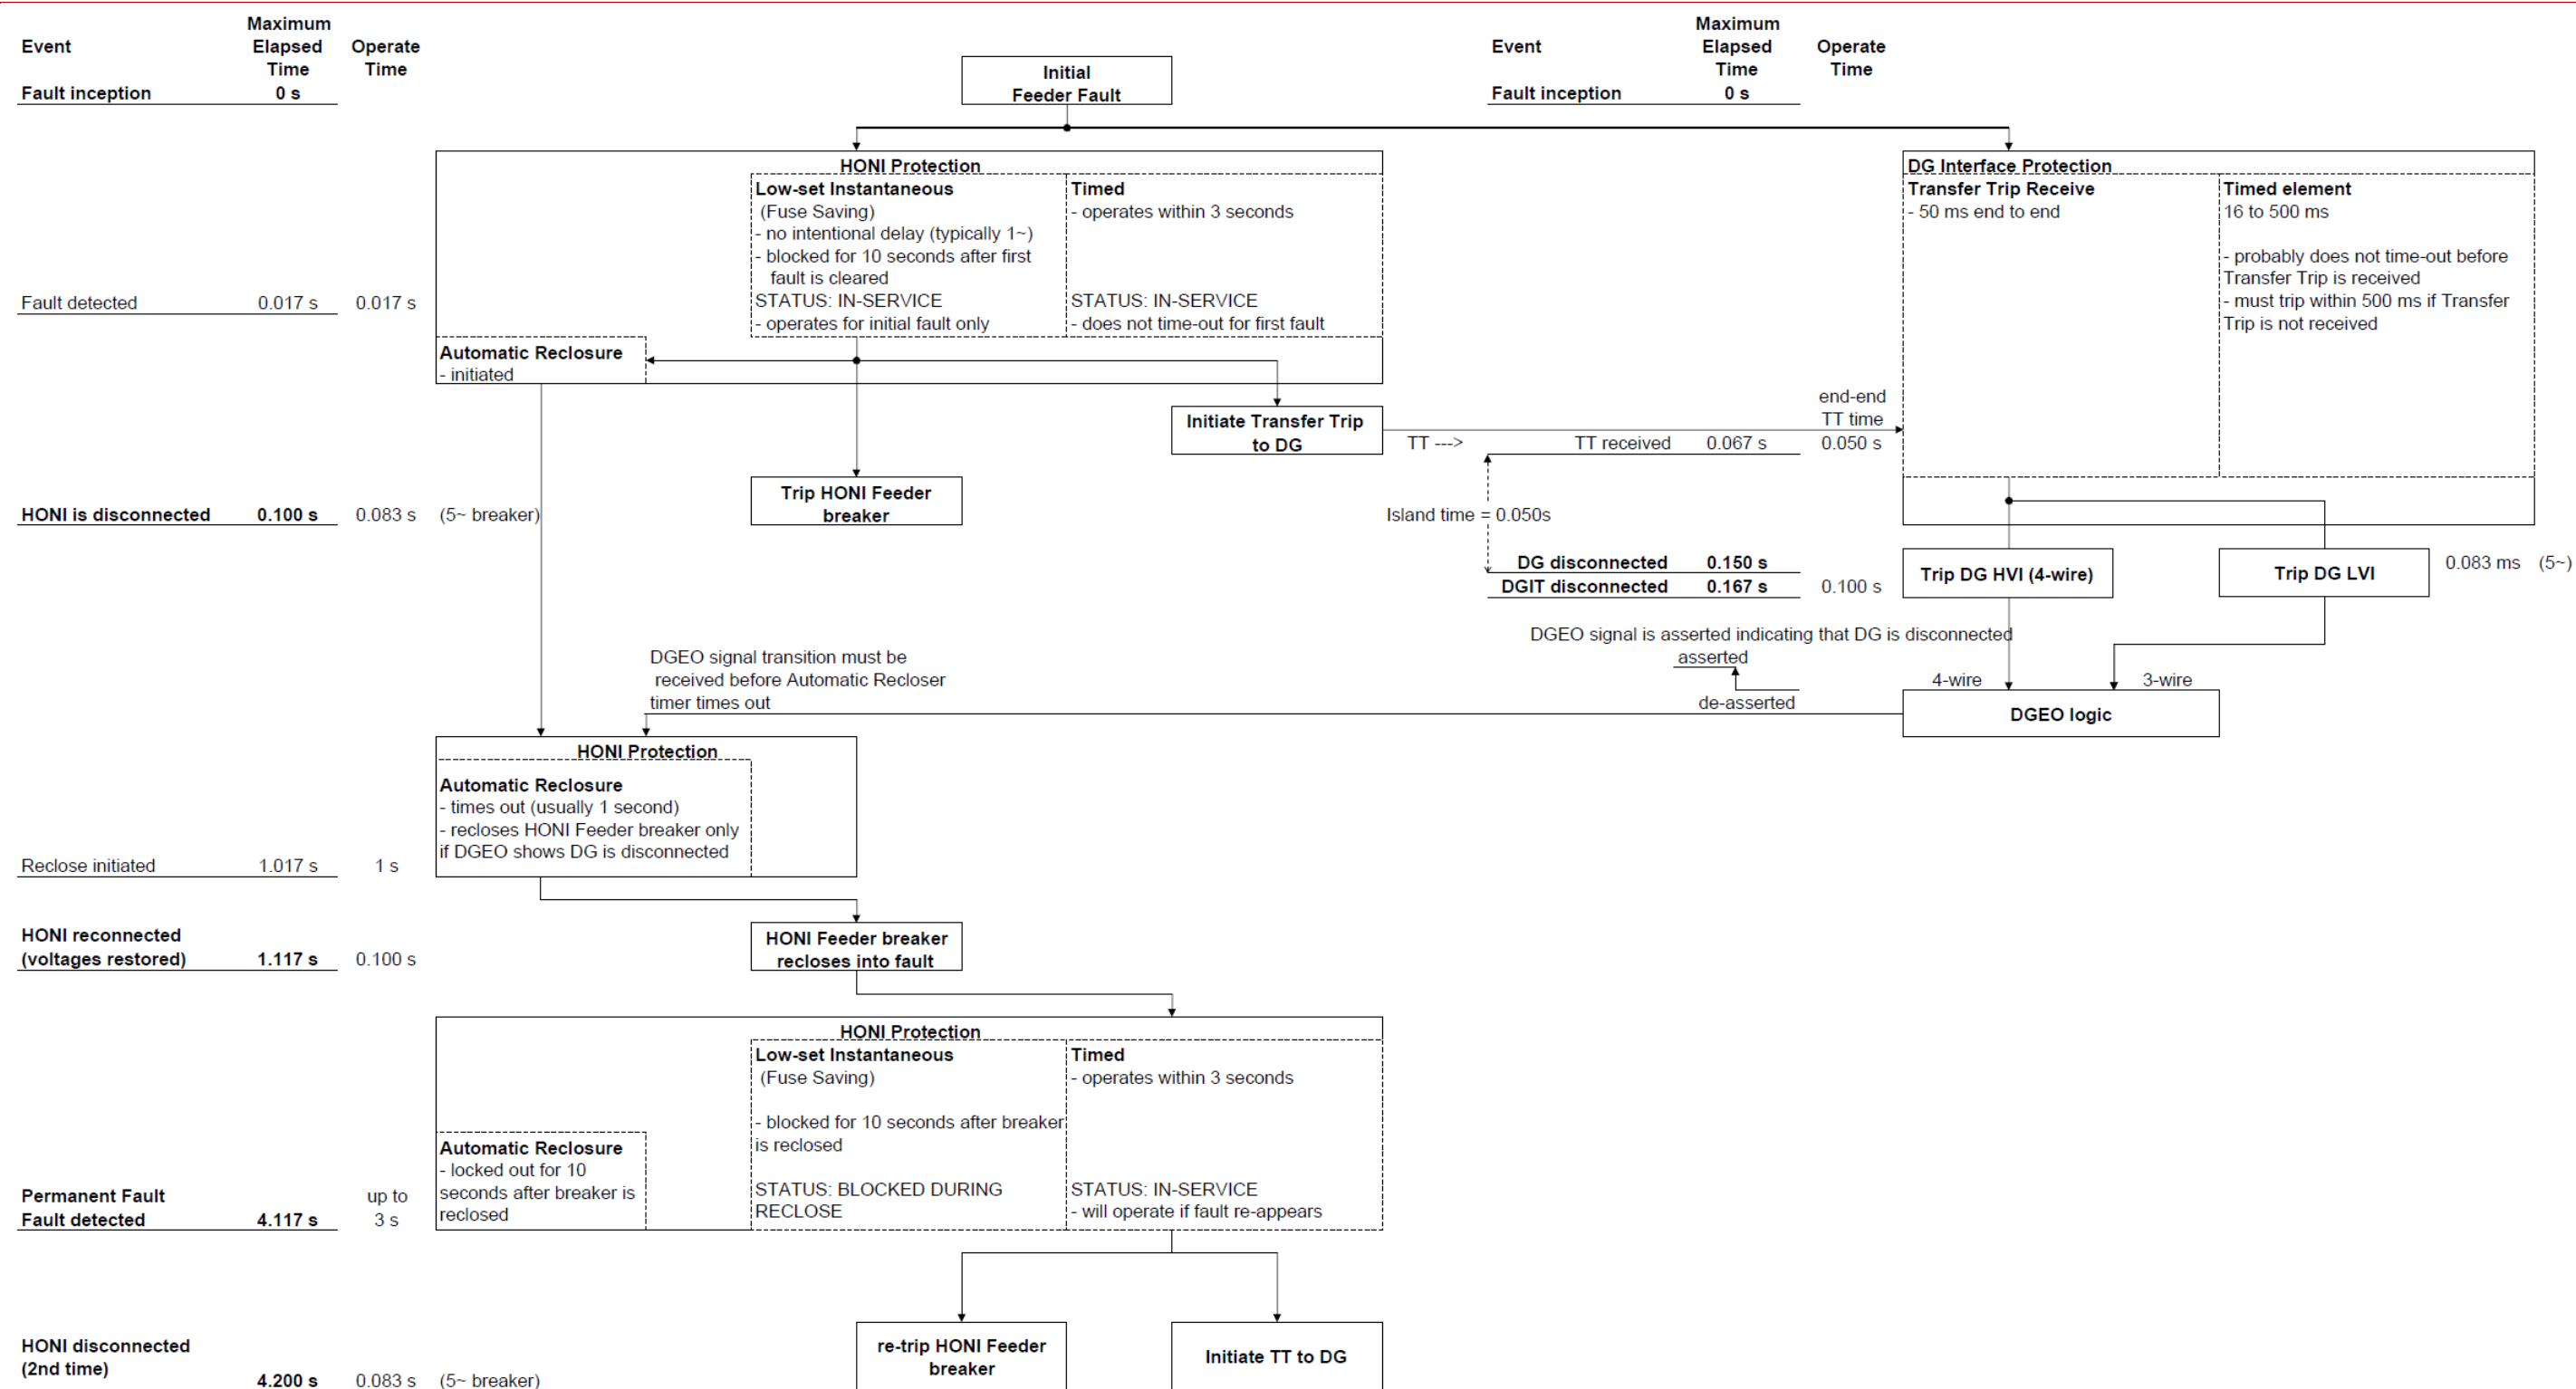 Event
Maximum
Elapsed
Time
Operate
Time
Fault inception 0 s
Initial
Feeder Fault
Event
Maximum
Elapsed
Time
Operate
Time
Fault inception 0 s
HONI Protection
Low-set Instantaneous
(Fuse Saving)
- no intentional delay (typically 1~)
- blocked for 10 seconds after first
fault is cleared
STATUS: IN-SERVICE
- operates for initial fault only
Timed
- operates within 3 seconds
STATUS: IN-SERVICE
- does not time-out for first fault
Fault detected 0.017 s 0.017 s
Automatic Reclosure
- initiated
DG Interface Protection
Transfer Trip Receive
- 50 ms end to end
Timed element
16 to 500 ms
- probably does not time-out before
Transfer Trip is received
- must trip within 500 ms if Transfer
Trip is not received
Initiate Transfer Trip
to DG
end-end
TT time
TT ---> TT received 0.067 s 0.050 s
Trip HONI Feeder
breaker
HONI is disconnected 0.100 s 0.083 s (5~ breaker)
Island time = 0.050s
DG disconnected 0.150 s
DGIT disconnected 0.167 s 0.100 s
Trip DG HVI (4-wire)
Trip DG LVI
0.083 ms (5~)
DGEO signal is asserted indicating that DG is disconnected
asserted
de-asserted
4-wire
3-wire
DGEO logic
DGEO signal transition must be
received before Automatic Recloser
timer times out
HONI Protection
Automatic Reclosure
- times out (usually 1 second)
- recloses HONI Feeder breaker only
if DGEO shows DG is disconnected
Reclose initiated 1.017 s 1 s
HONI reconnected
(voltages restored) 1.117 s 0.100 s
HONI Feeder breaker
recloses into fault
HONI Protection
Low-set Instantaneous
(Fuse Saving)
- blocked for 10 seconds after breaker
is reclosed
STATUS: BLOCKED DURING
RECLOSE
Timed
- operates within 3 seconds
STATUS: IN-SERVICE
- will operate if fault re-appears
Automatic Reclosure
- locked out for 10
seconds after breaker is
reclosed
Permanent Fault
Fault detected 4.117 s
up to
3 s
re-trip HONI Feeder
breaker
Initiate TT to DG
HONI disconnected
(2nd time)
4.200 s 0.083 s (5~ breaker)